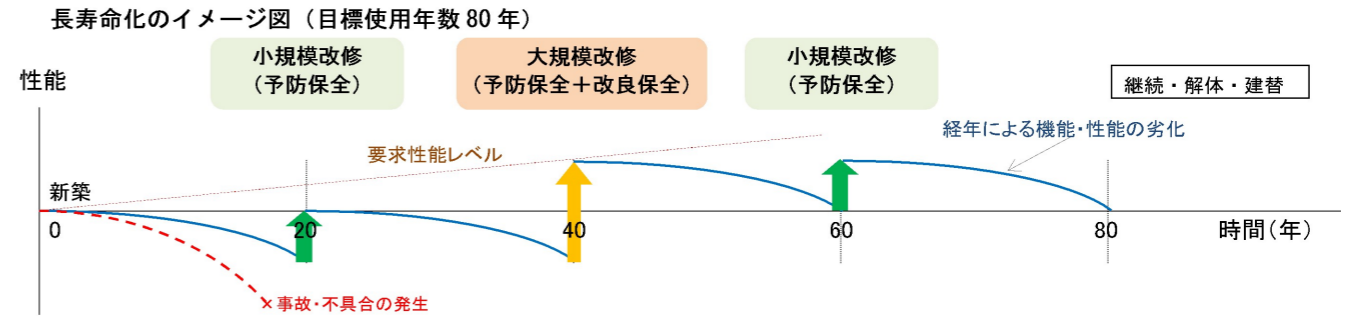 長寿命化のイメージ図（目標使用年数 80 年）
小規模改修
（予防保全）
大規模改修
（予防保全＋改良保全）
小規模改修
（予防保全）
性能
継続・解体・建替
経年による機能・性能の劣化
要求性能レベル
新築
0
20
40
60
80
時間（年）
×事故・不具合の発生